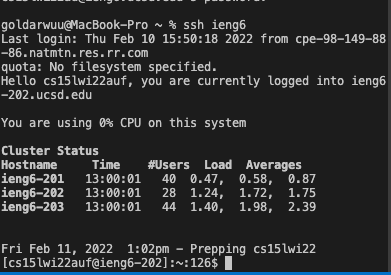 goldarwuu@MacBook-Pro ~ % ssh ieng6
Last login: Thu Feb 10 15:50:18 2022 from cpe-98-149-88
-86.natmtn.res.rr.com
quota: No filesystem specified.
Hello cs15lwi22auf, you are currently logged into ieng6
-202.ucsd.edu
You are using 0% CPU on this system
Cluster Status
Hostname Time #Users Load Averages
ieng6-201 13:00:01 40 0.47, 0.58, 0.87
ieng6-202 13:00:01 28 1.24, 1.72, 1.75
ieng6-203 13:00:01 44 1.40, 1.98, 2.39
Fri Feb 11, 2022 1:02pm - Prepping cs15lwi22
[cs15lwi22auf@ieng6-202]:~:126$